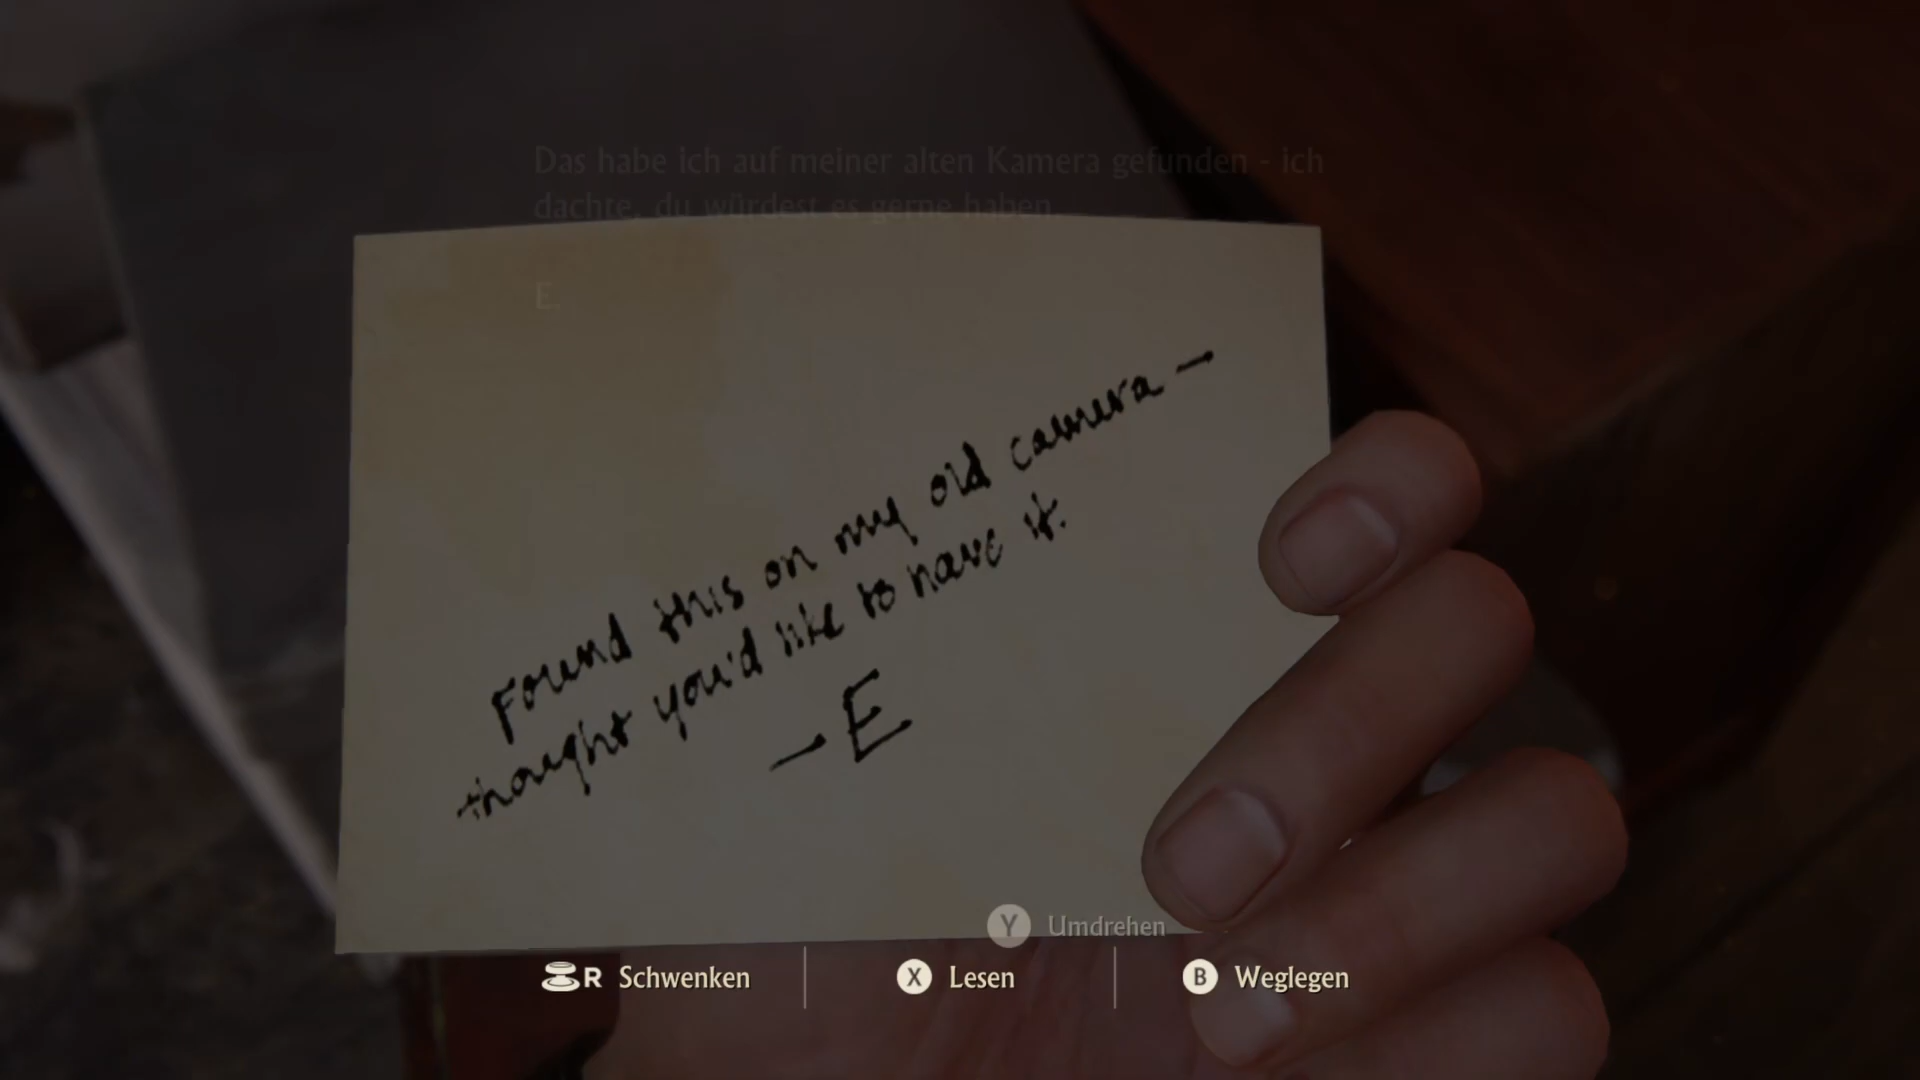 Das habe ich auf meiner alten Kamera gefunden - ich
dachte, du würdest es gerne haben.
E.
Found this on my old camera —
thought you'd like to have it.
— E
Y Umdrehen
R Schwenken
X Lesen
B Weglegen